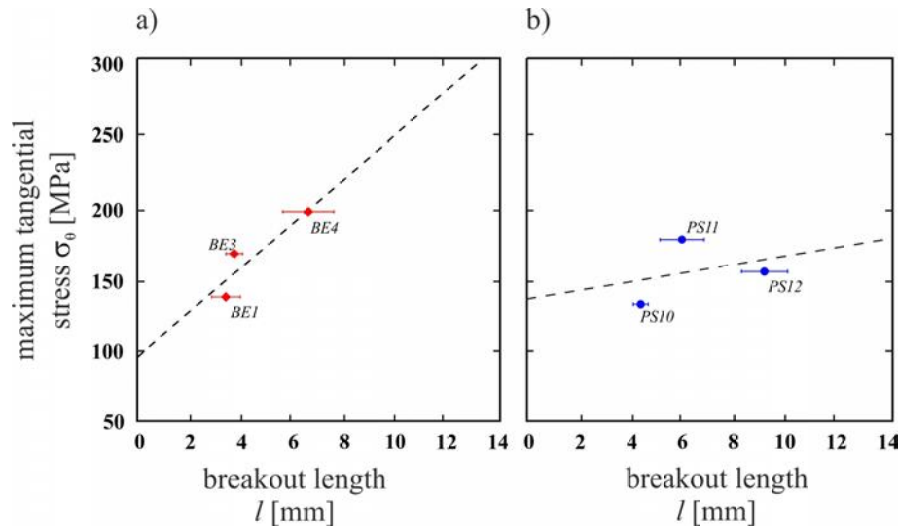 a)
b)
300
250
200
150
100
50
maximum tangential
stress σθ [MPa]
BE3
BE4
BE1
PS11
PS12
PS10
0 2 4 6 8 10 12 14
0 2 4 6 8 10 12 14
breakout length
l [mm]
breakout length
l [mm]